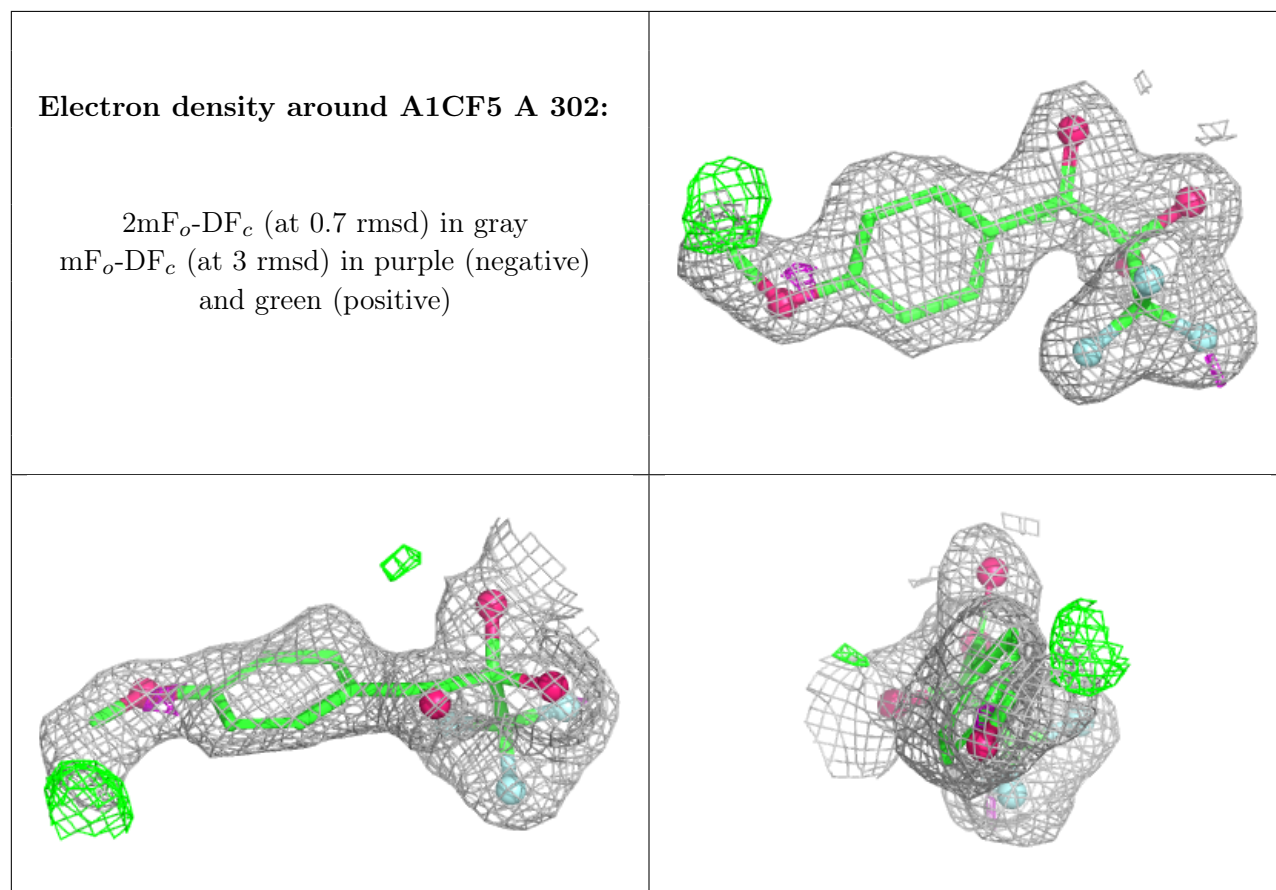 Electron density around A1CF5 A 302:
2mFo-DFc (at 0.7 rmsd) in gray
mFo-DFc (at 3 rmsd) in purple (negative)
and green (positive)